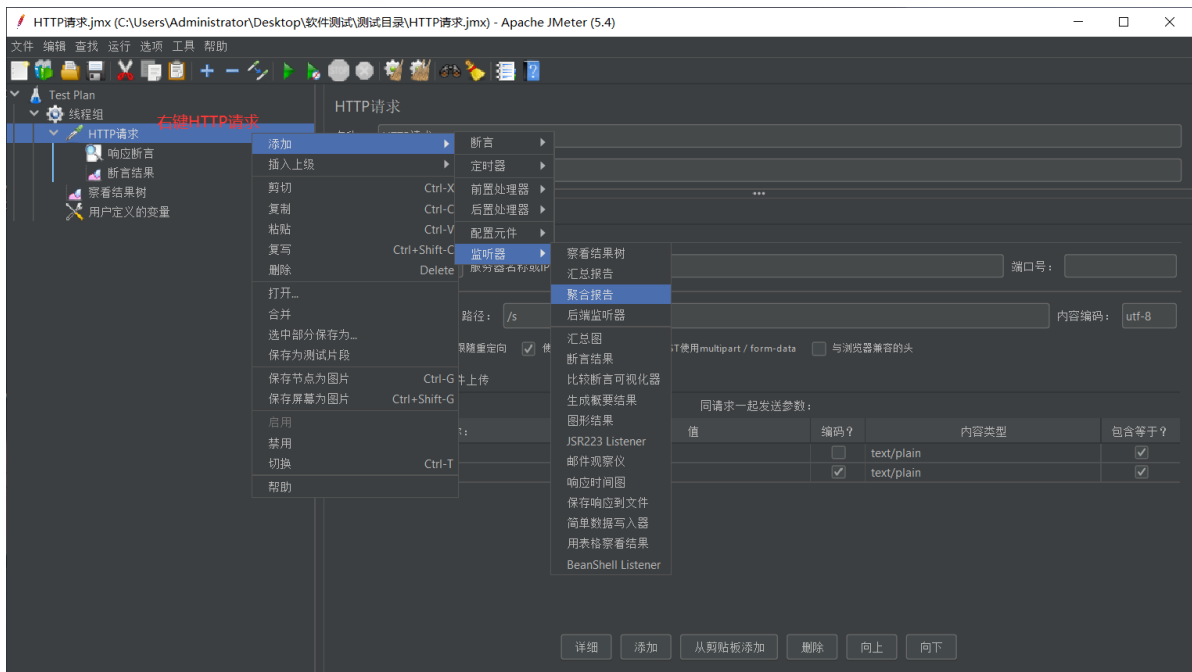 HTTP请求.jmx (C:\Users\Administrator\Desktop\软件测试\测试目录\HTTP请求.jmx) - Apache JMeter (5.4)
文件 编辑 查找 运行 选项 工具 帮助
Test Plan
线程组
HTTP请求
右键HTTP请求
响应断言
断言结果
察看结果树
用户定义的变量
HTTP请求
添加
插入上级
剪切 Ctrl-X
复制 Ctrl-C
粘贴 Ctrl-V
复写 Ctrl+Shift-C
删除 Delete
打开...
合并
选中部分保存为...
保存为测试片段
保存节点为图片 Ctrl-G
保存屏幕为图片 Ctrl+Shift-G
启用
禁用
切换 Ctrl-T
帮助
断言
定时器
前置处理器
后置处理器
配置元件
监听器
察看结果树
汇总报告
聚合报告
后端监听器
汇总图
断言结果
比较断言可视化器
生成概要结果
图形结果
JSR223 Listener
邮件观察仪
响应时间图
保存响应到文件
简单数据写入器
用表格察看结果
BeanShell Listener
服务器名称或IP
端口号：
路径： /s
内容编码： utf-8
跟随重定向 使
ST使用multipart / form-data 与浏览器兼容的头
件上传
同请求一起发送参数：
值 编码？ 内容类型 包含等于？
text/plain
text/plain
详细 添加 从剪贴板添加 删除 向上 向下